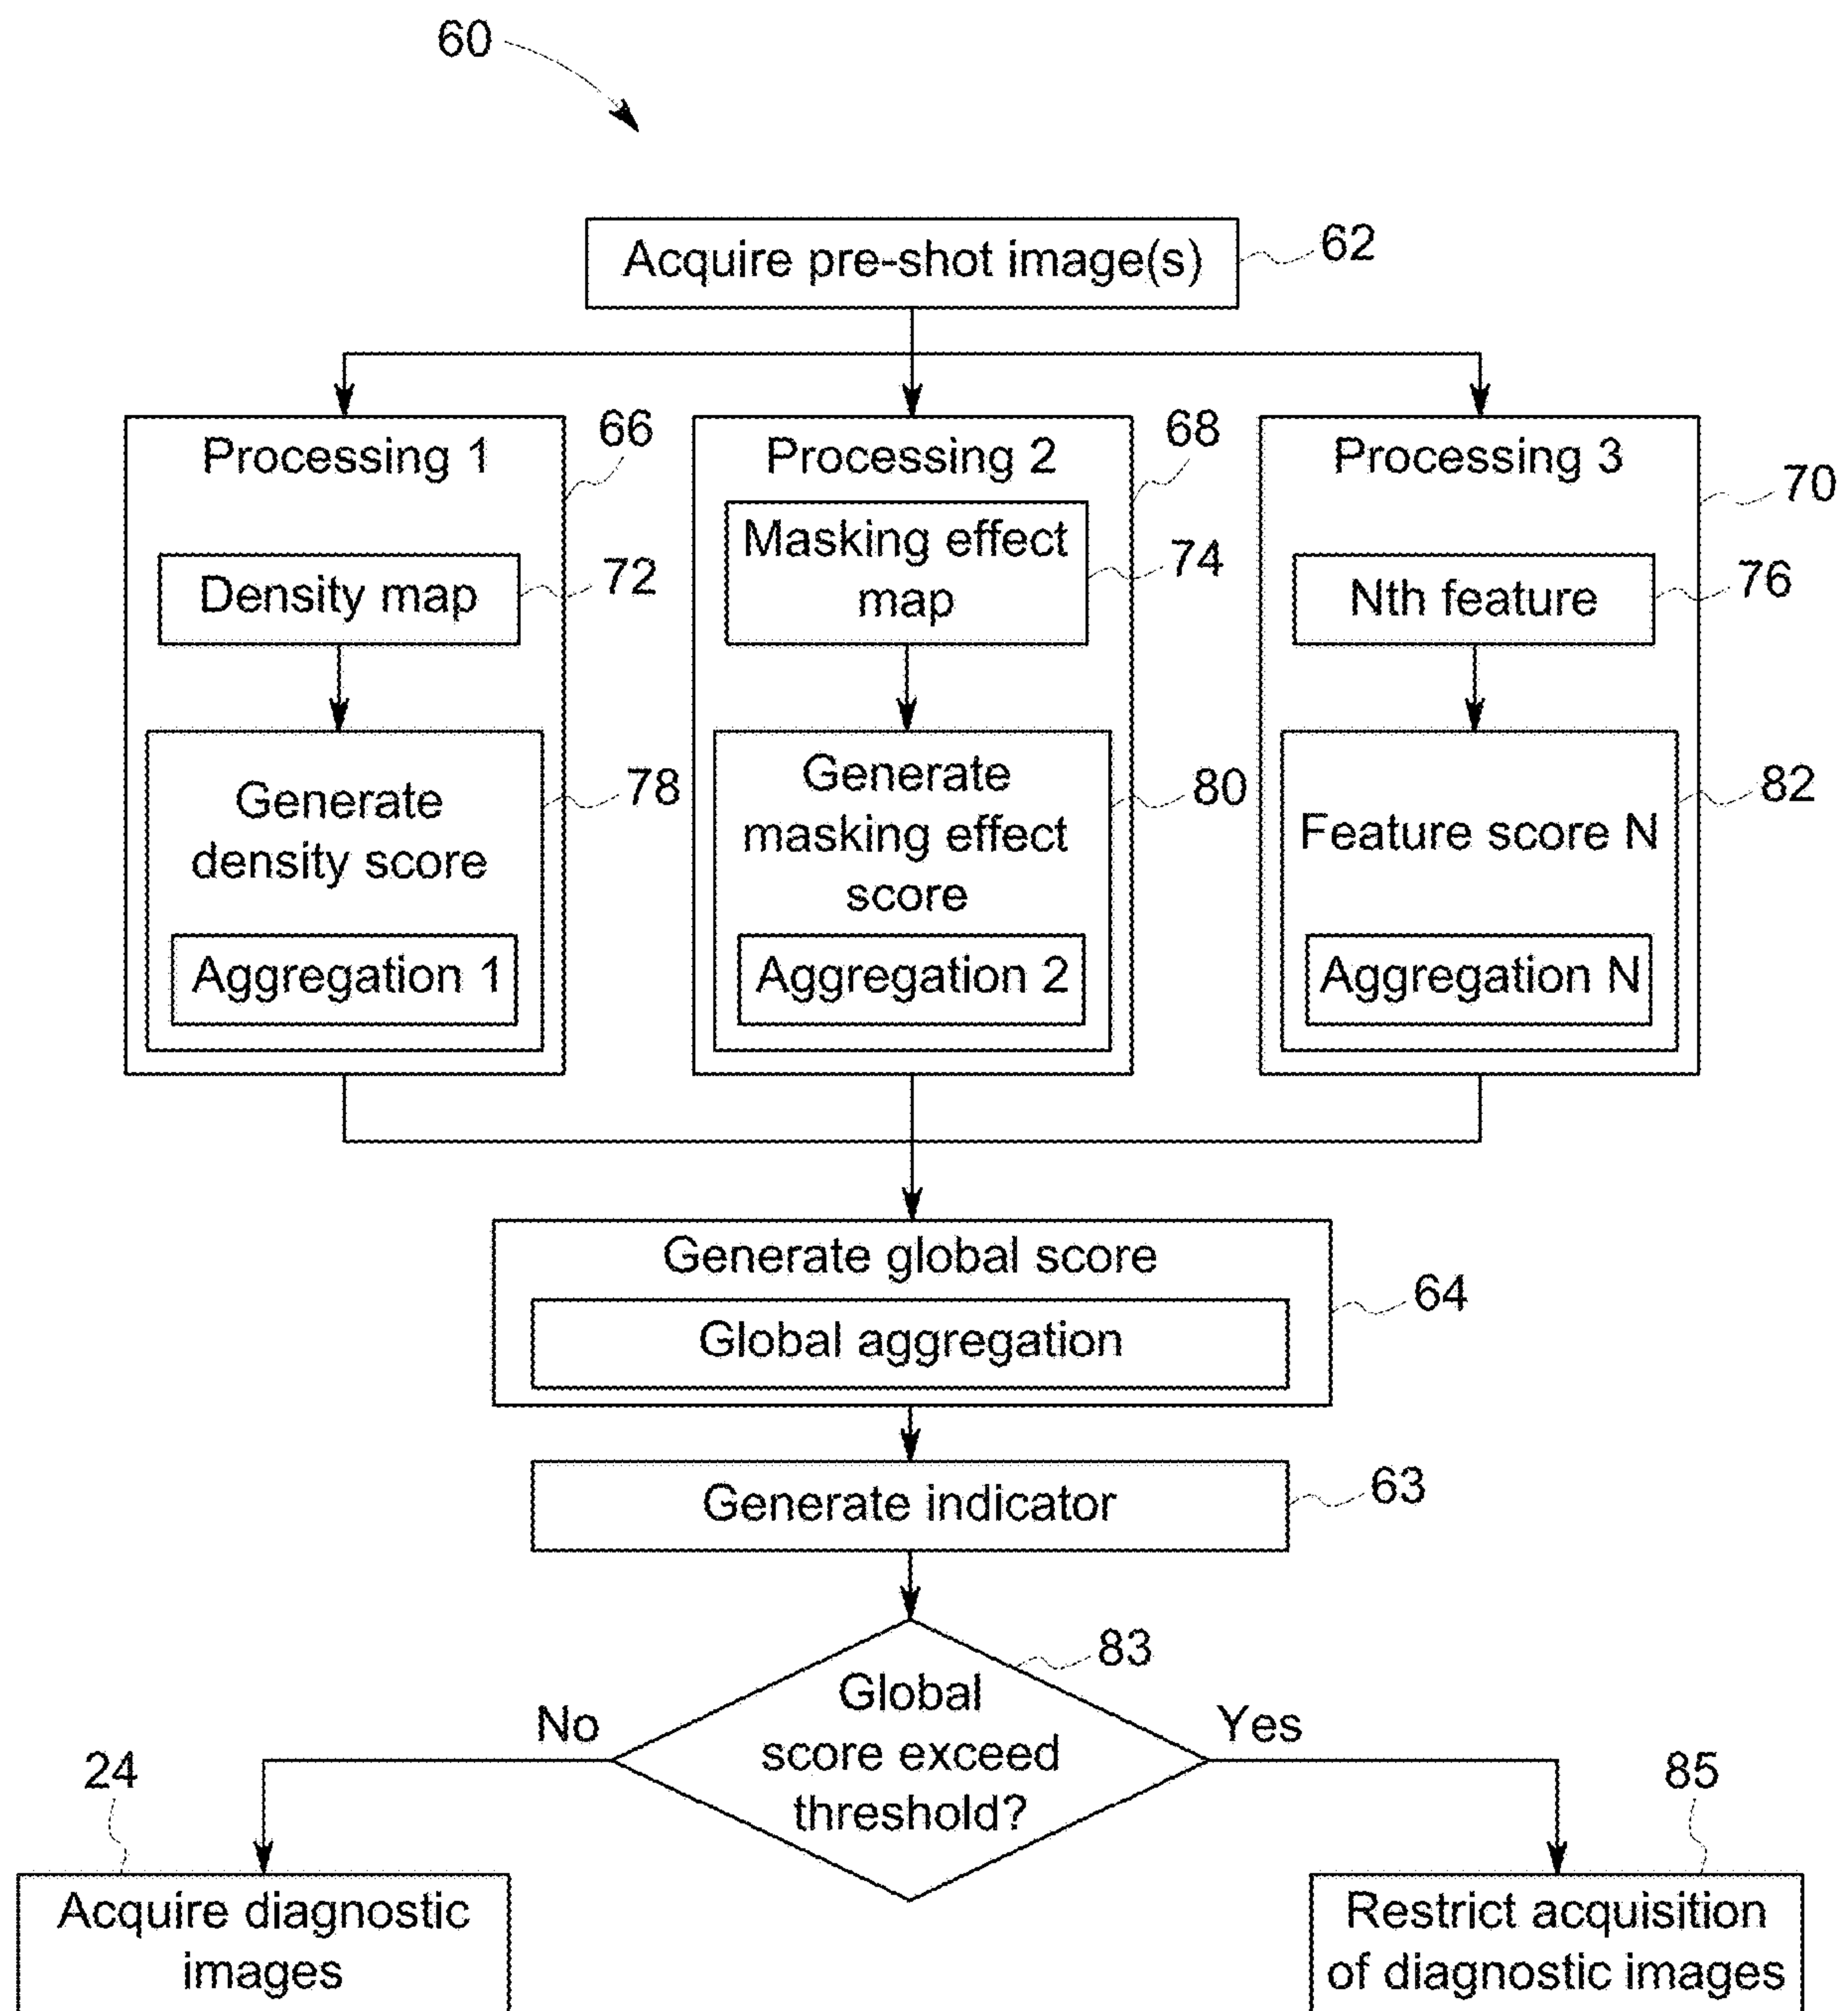 60
Acquire pre-shot image(s)
62
Processing 1
66
Density map
72
Generate
density score
78
Aggregation 1
Processing 2
68
Masking effect
map
74
Generate
masking effect
score
80
Aggregation 2
Processing 3
70
Nth feature
76
Feature score N
82
Aggregation N
Generate global score
Global aggregation
64
Generate indicator
63
Global
score exceed
threshold?
83
No
Yes
24
Acquire diagnostic
images
85
Restrict acquisition
of diagnostic images